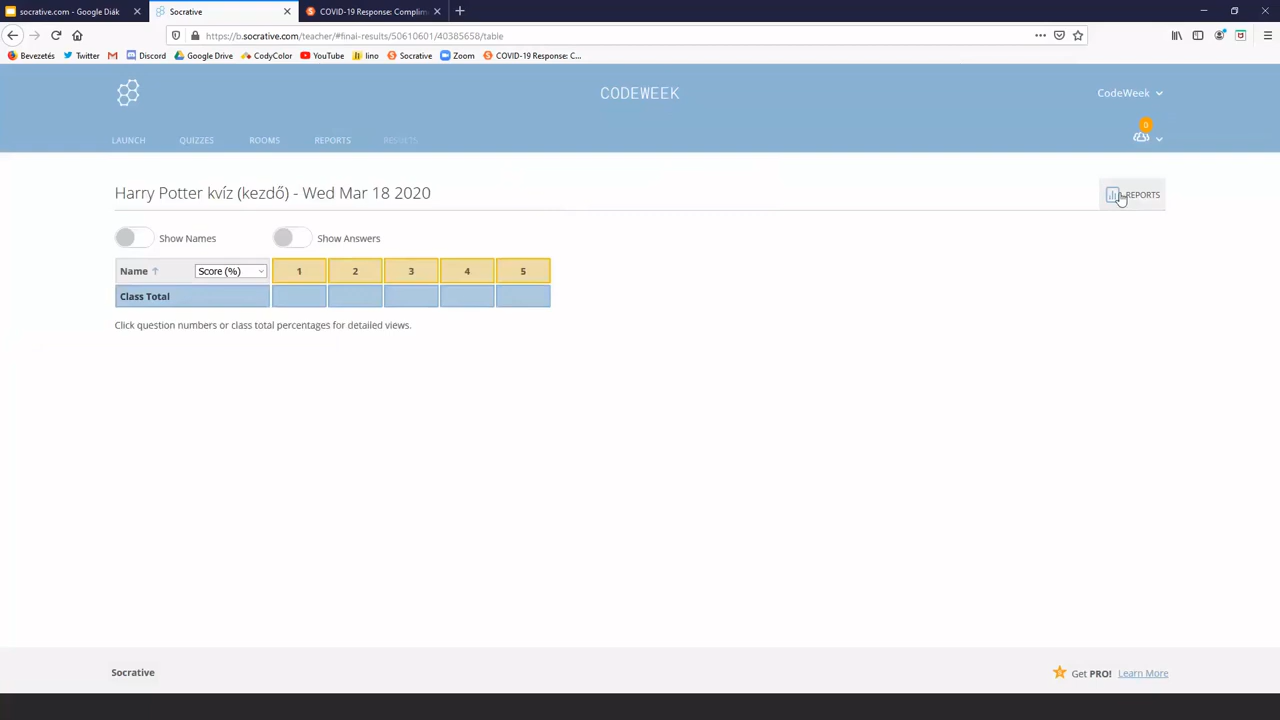 socrative.com - Google Diák
Socrative
COVID-19 Response: Complim
https://b.socrative.com/teacher/#final-results/50610601/40385658/table
Bevezetés Twitter Discord Google Drive CodyColor YouTube lino Socrative Zoom COVID-19 Response: C...
CODEWEEK
CodeWeek
0
LAUNCH QUIZZES ROOMS REPORTS RESULTS
Harry Potter kvíz (kezdő) - Wed Mar 18 2020
REPORTS
Show Names Show Answers
Name Score (%) 1 2 3 4 5
Class Total
Click question numbers or class total percentages for detailed views.
Socrative
Get PRO! Learn More